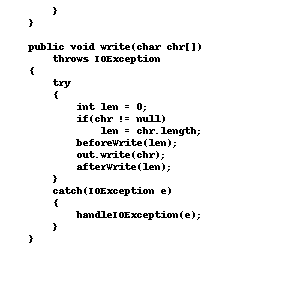 }
    }

    public void write(char chr[])
        throws IOException
    {
        try
        {
            int len = 0;
            if(chr != null)
                len = chr.length;
            beforeWrite(len);
            out.write(chr);
            afterWrite(len);
        }
        catch(IOException e)
        {
            handleIOException(e);
        }
    }